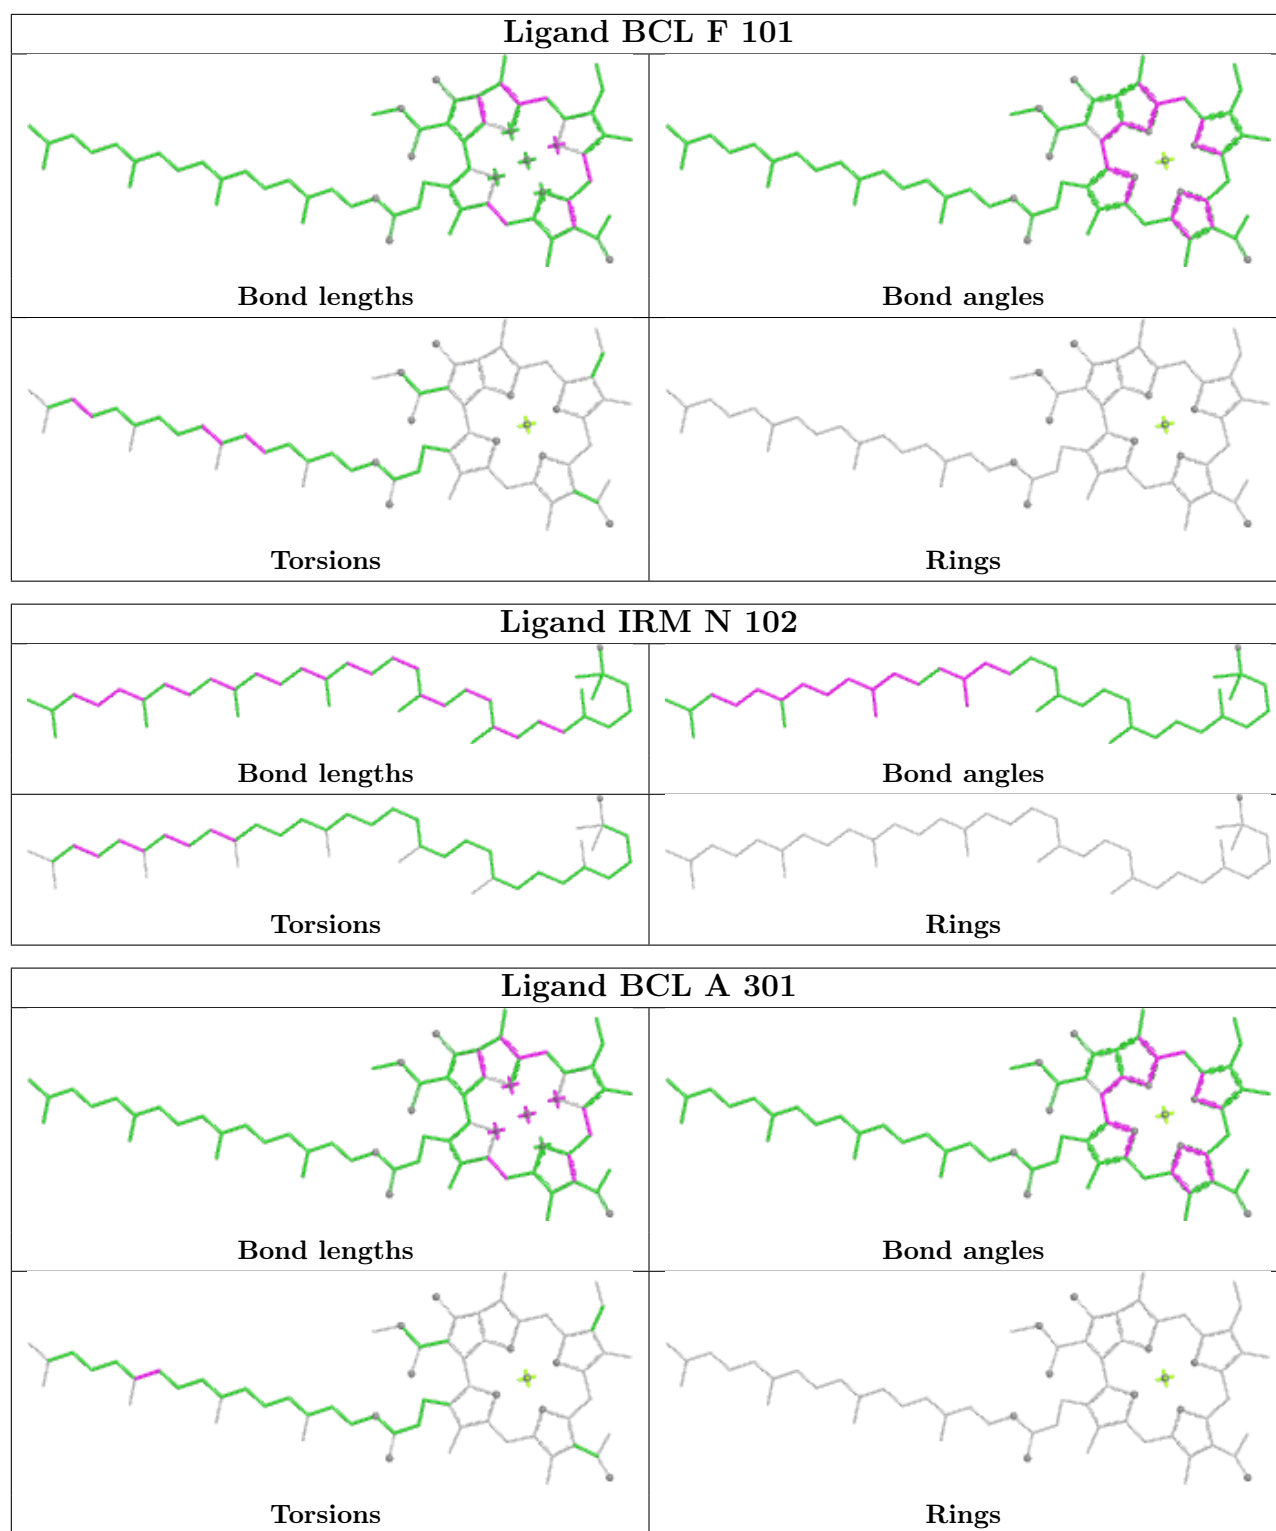 Ligand BCL F 101
Bond lengths
Bond angles
Torsions
Rings
Ligand IRM N 102
Bond lengths
Bond angles
Torsions
Rings
Ligand BCL A 301
Bond lengths
Bond angles
Torsions
Rings